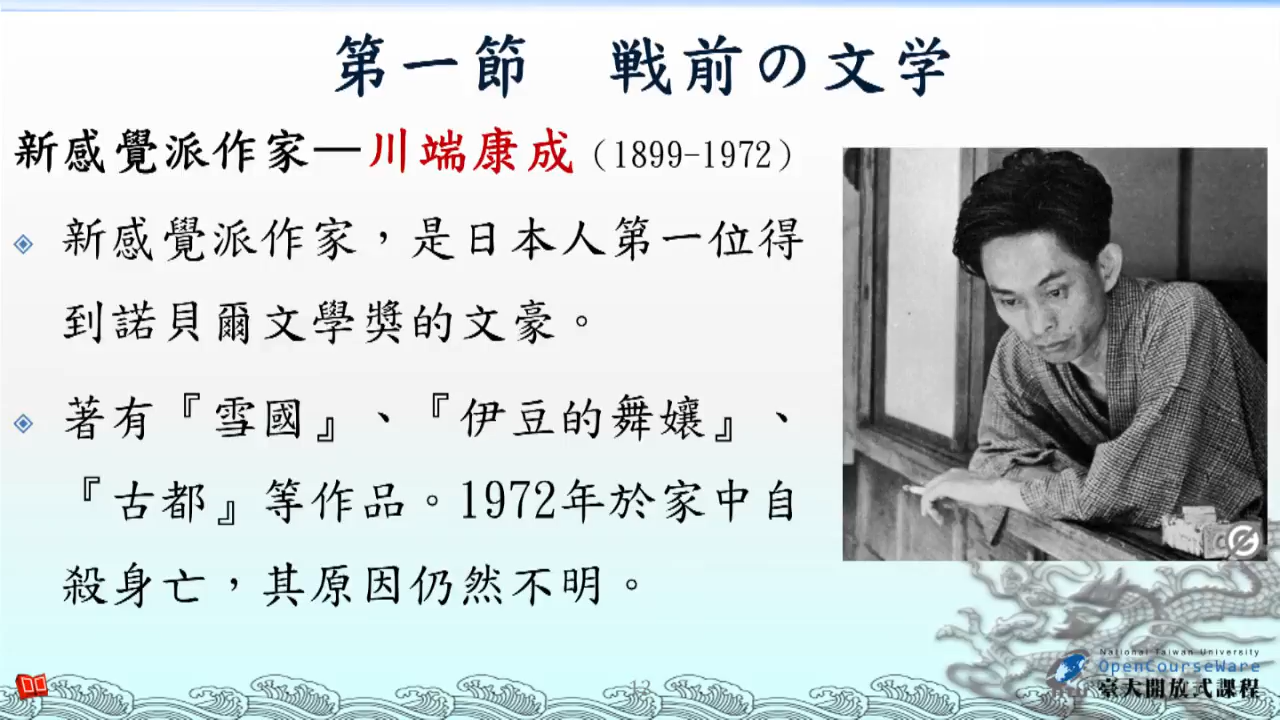 第一節　戦前の文学
新感覺派作家—川端康成（1899-1972）
新感覺派作家，是日本人第一位得
到諾貝爾文學獎的文豪。
著有『雪國』、『伊豆的舞孃』、
『古都』等作品。1972年於家中自
殺身亡，其原因仍然不明。
National Taiwan University
OpenCourseWare
臺大開放式課程